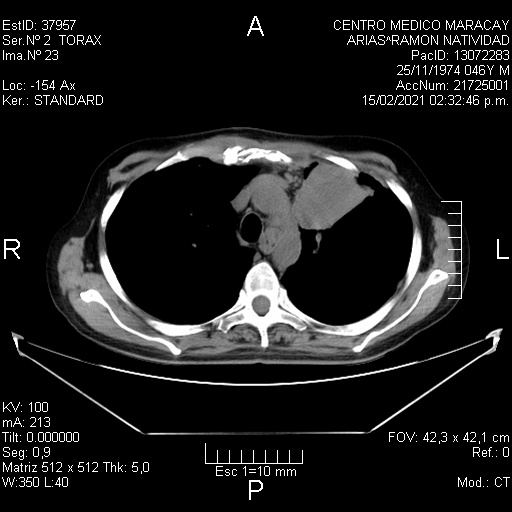 EstID: 37957
Ser.Nº 2 TORAX
Ima.Nº 23
Loc: -154 Ax
Ker.: STANDARD
A
CENTRO MEDICO MARACAY
ARIAS^RAMON NATIVIDAD
PacID: 13072283
25/11/1974 046Y M
AccNum: 21725001
15/02/2021 02:32:46 p.m.
R
L
KV: 100
mA: 213
Tilt: 0.000000
Seg: 0,9
Matriz 512 x 512 Thk: 5,0
W:350 L:40
Esc 1=10 mm
P
FOV: 42,3 x 42,1 cm
Ref.: 0
Mod.: CT